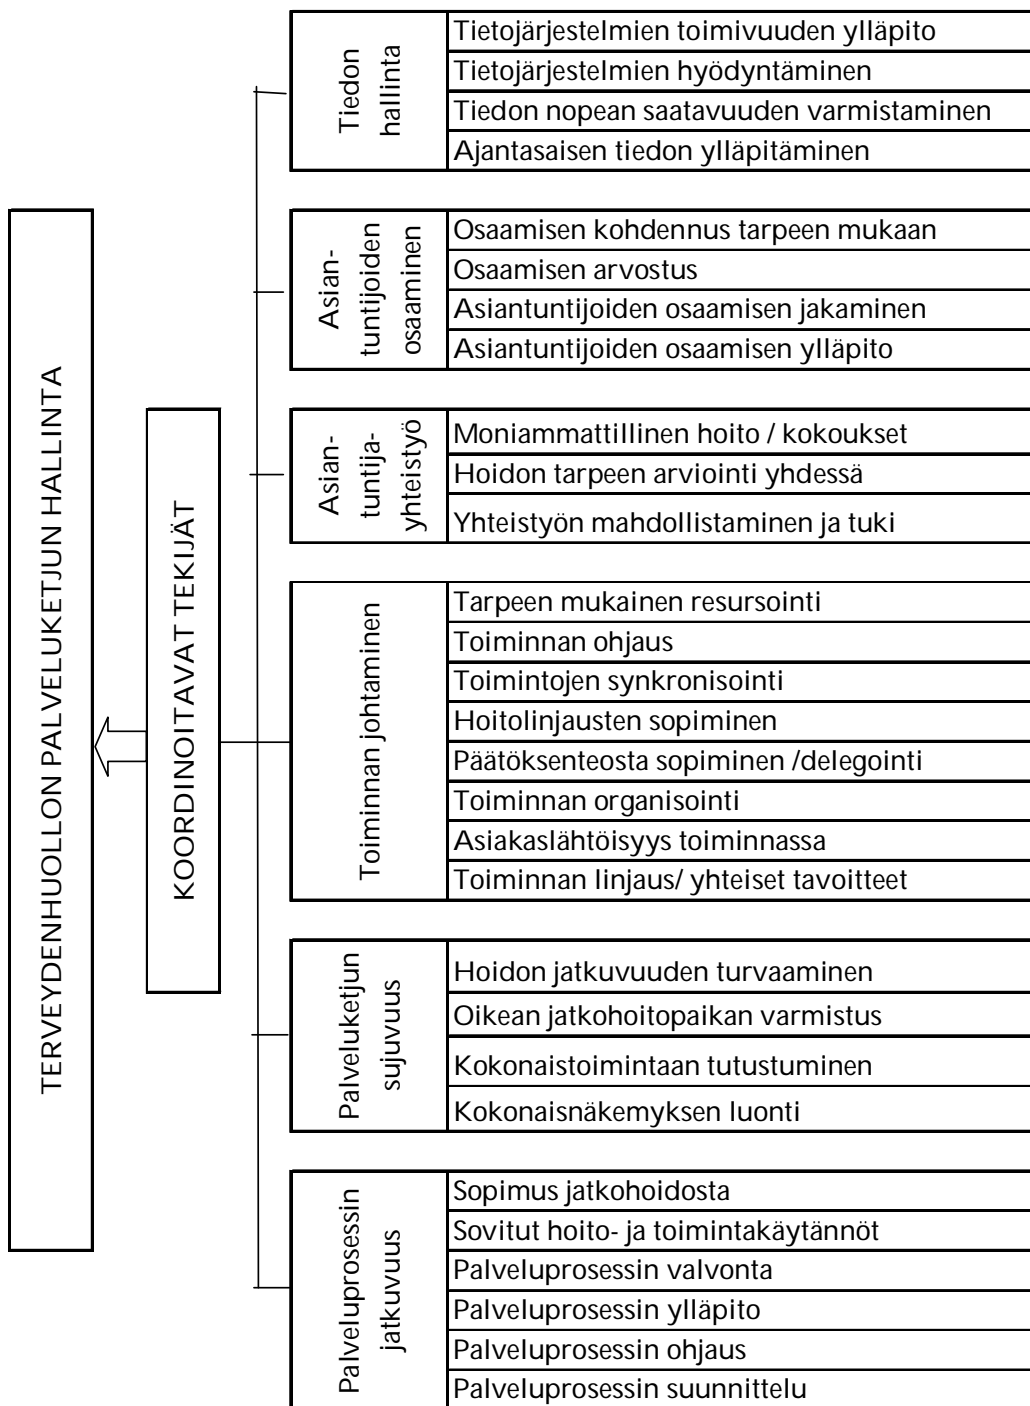 TERVEYDENHUOLLON PALVELUKETJUN HALLINTA
KOORDINOITAVAT TEKIJÄT
Tiedon
hallinta
Tietojärjestelmien toimivuuden ylläpito
Tietojärjestelmien hyödyntäminen
Tiedon nopean saatavuuden varmistaminen
Ajantasaisen tiedon ylläpitäminen
Asian-
tuntijoiden
osaaminen
Osaamisen kohdennus tarpeen mukaan
Osaamisen arvostus
Asiantuntijoiden osaamisen jakaminen
Asiantuntijoiden osaamisen ylläpito
Asian-
tuntija-
yhteistyö
Moniammattillinen hoito / kokoukset
Hoidon tarpeen arviointi yhdessä
Yhteistyön mahdollistaminen ja tuki
Toiminnan johtaminen
Tarpeen mukainen resursointi
Toiminnan ohjaus
Toimintojen synkronisointi
Hoitolinjausten sopiminen
Päätöksenteosta sopiminen /delegointi
Toiminnan organisointi
Asiakaslähtöisyys toiminnassa
Toiminnan linjaus/ yhteiset tavoitteet
Palveluketjun
sujuvuus
Hoidon jatkuvuuden turvaaminen
Oikean jatkohoitopaikan varmistus
Kokonaistoimintaan tutustuminen
Kokonaisnäkemyksen luonti
Palveluprosessin
jatkuvuus
Sopimus jatkohoidosta
Sovitut hoito- ja toimintakäytännöt
Palveluprosessin valvonta
Palveluprosessin ylläpito
Palveluprosessin ohjaus
Palveluprosessin suunnittelu